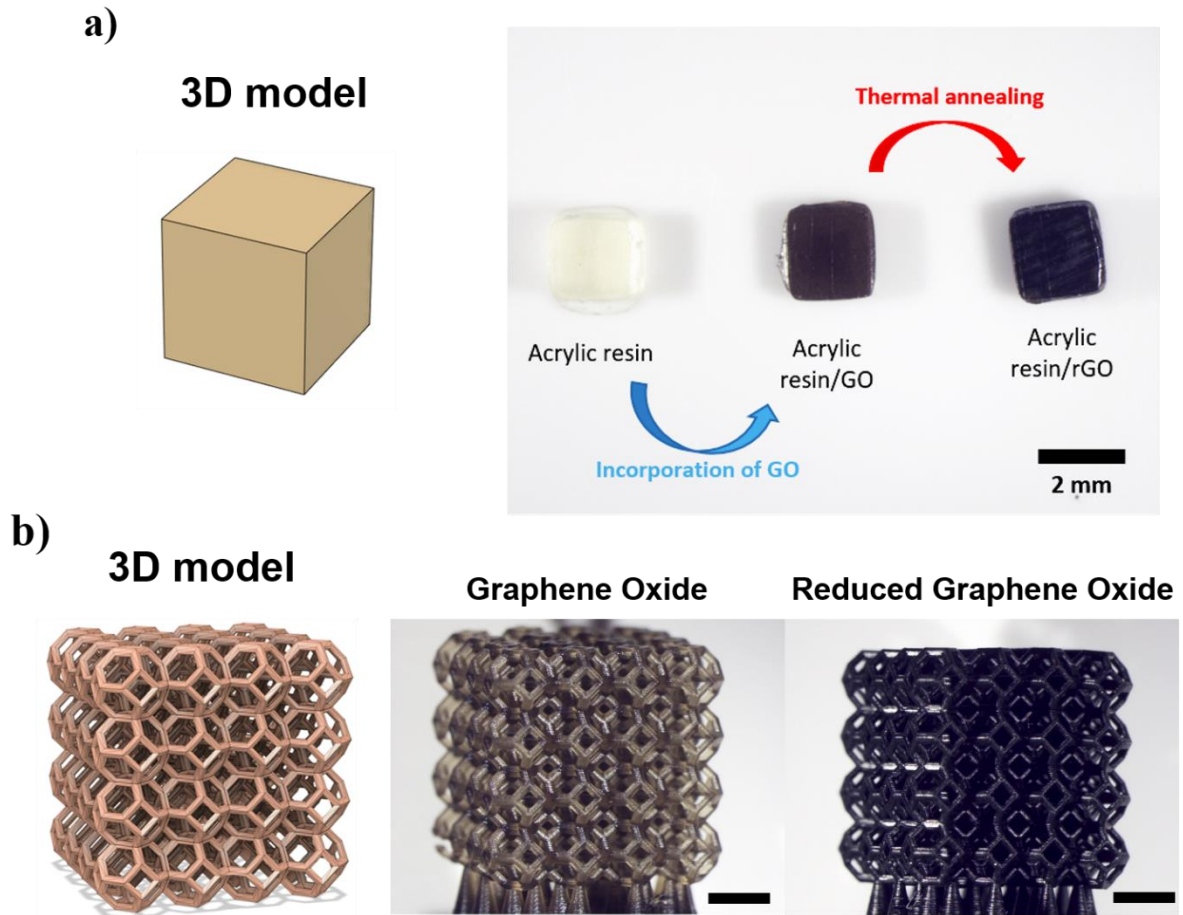 a)
3D model
Thermal annealing
Acrylic resin
Acrylic
resin/GO
Acrylic
resin/rGO
Incorporation of GO
2 mm
b)
3D model
Graphene Oxide
Reduced Graphene Oxide